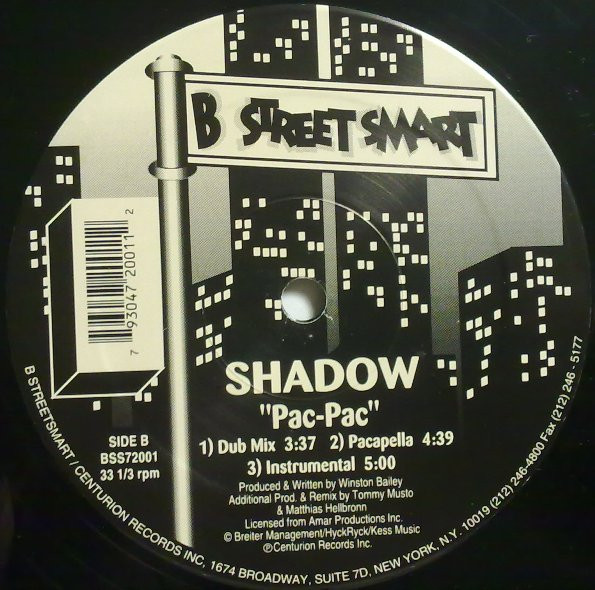 B STREET SMART
7 93047 20011 2
SHADOW
"Pac-Pac"
1) Dub Mix 3:37 2) Pacapella 4:39
3) Instrumental 5:00
SIDE B
BSS72001
33 1/3 rpm
Produced & Written by Winston Bailey
Additional Prod. & Remix by Tommy Musto
& Matthias Heilbronn
Licensed from Amar Productions Inc.
© Breiter Management/HyckRyck/Kess Music
℗Centurion Records Inc.
B STREETSMART / CENTURION RECORDS INC, 1674 BROADWAY, SUITE 7D, NEW YORK, N.Y. 10019 (212) 246-4800 Fax (212) 246 - 5177